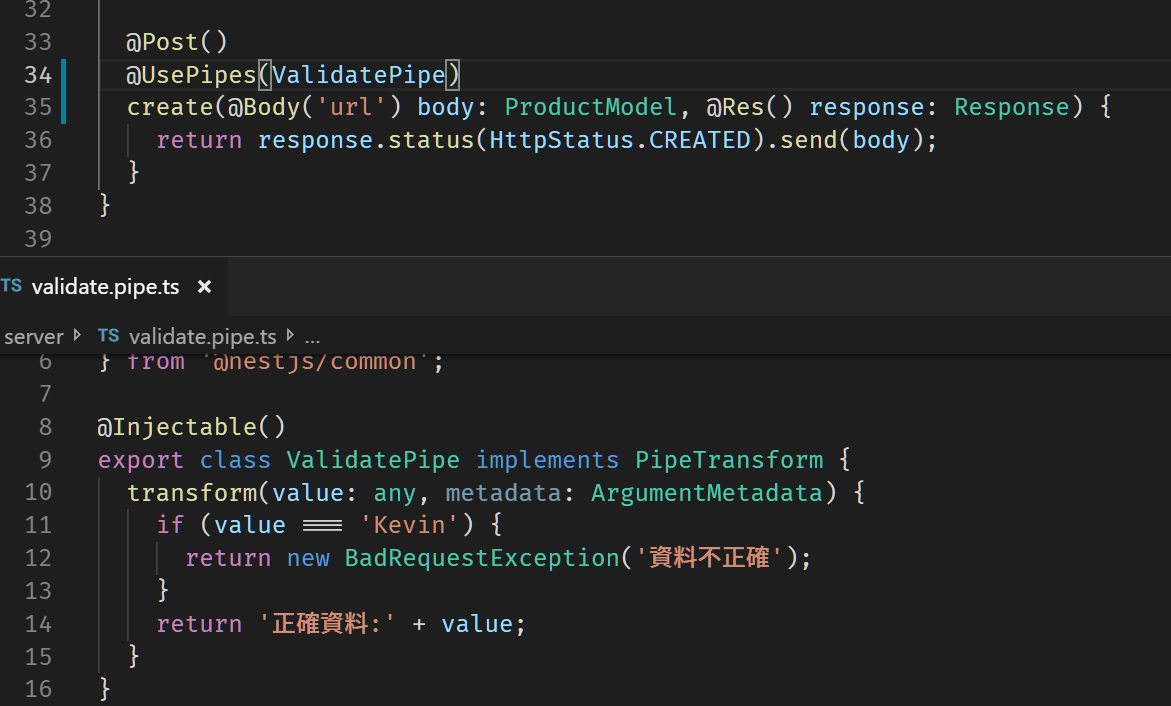 32
33 @Post()
34 @UsePipes(ValidatePipe)
35 create(@Body('url') body: ProductModel, @Res() response: Response) {
36 return response.status(HttpStatus.CREATED).send(body);
37 }
38 }
39
TS validate.pipe.ts ×
server TS validate.pipe.ts ...
6 } from '@nestjs/common';
7
8 @Injectable()
9 export class ValidatePipe implements PipeTransform {
10 transform(value: any, metadata: ArgumentMetadata) {
11 if (value === 'Kevin') {
12 return new BadRequestException('資料不正確');
13 }
14 return '正確資料:' + value;
15 }
16 }